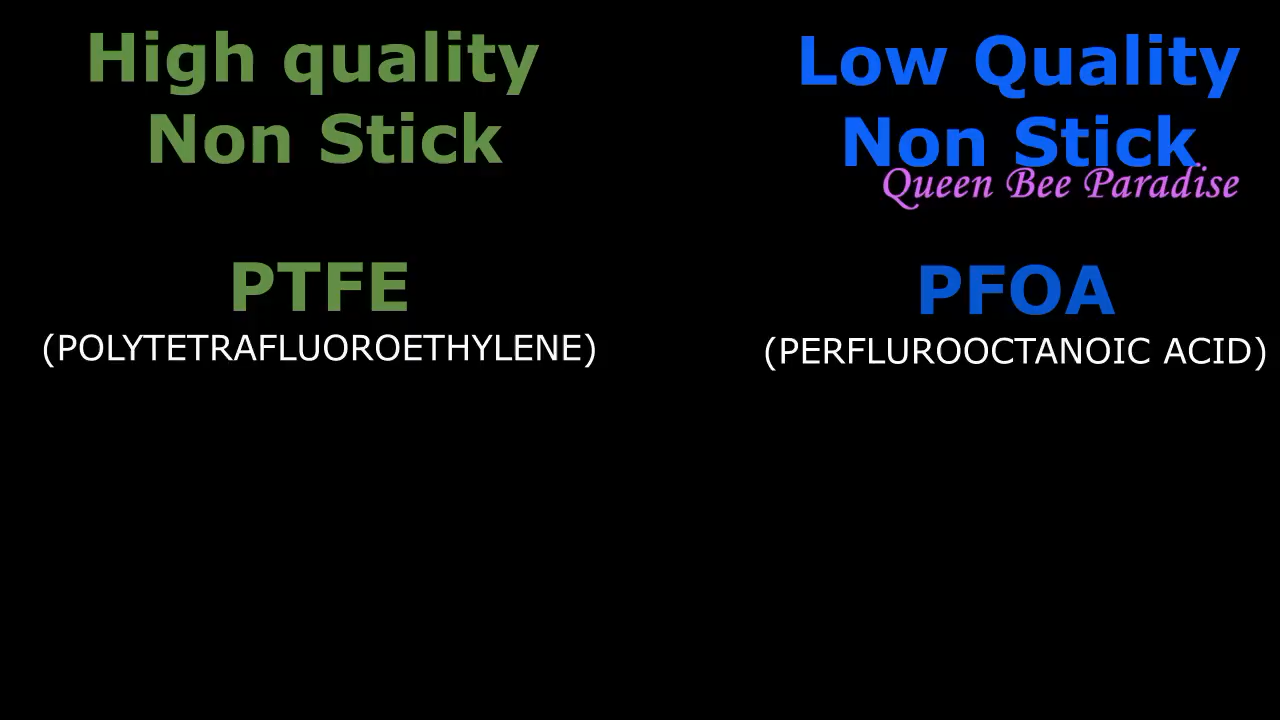 High quality
Non Stick
PTFE
(POLYTETRAFLUOROETHYLENE)
Low Quality
Non Stick
Queen Bee Paradise
PFOA
(PERFLUROOCTANOIC ACID)